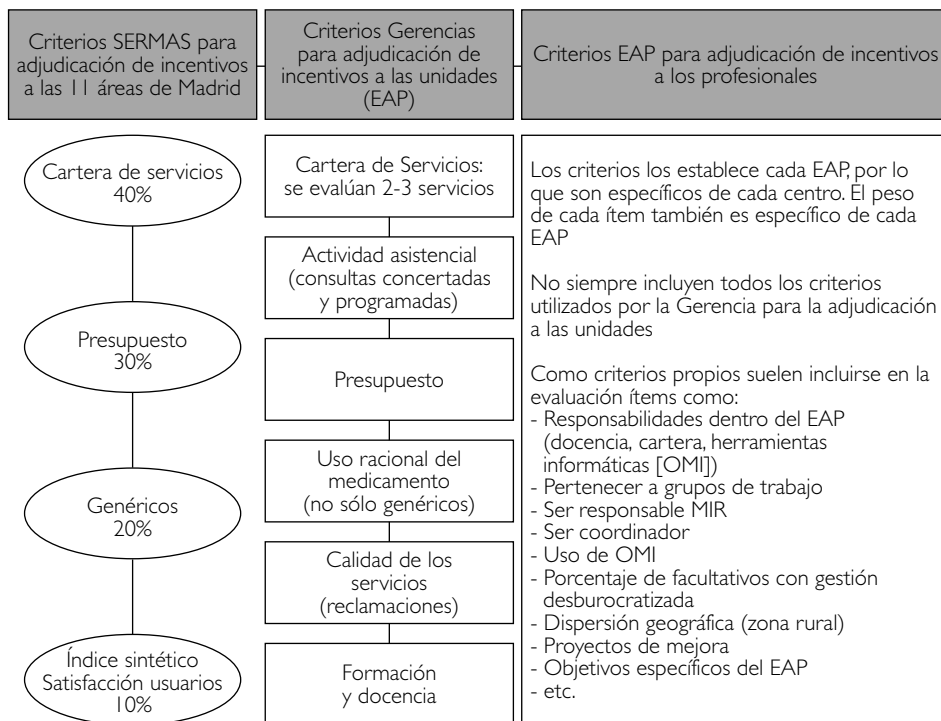 Criterios SERMAS para
adjudicación de incentivos
a las 11 áreas de Madrid
Criterios Gerencias
para adjudicación de
incentivos a las unidades
(EAP)
Criterios EAP para adjudicación de incentivos
a los profesionales
Cartera de servicios
40%
Presupuesto
30%
Genéricos
20%
Índice sintético
Satisfacción usuarios
10%
Cartera de Servicios:
se evalúan 2-3 servicios
Actividad asistencial
(consultas concertadas
y programadas)
Presupuesto
Uso racional del
medicamento
(no sólo genéricos)
Calidad de los
servicios
(reclamaciones)
Formación
y docencia
Los criterios los establece cada EAP, por lo
que son específicos de cada centro. El peso
de cada ítem también es específico de cada
EAP
No siempre incluyen todos los criterios
utilizados por la Gerencia para la adjudicación
a las unidades
Como criterios propios suelen incluirse en la
evaluación ítems como:
- Responsabilidades dentro del EAP
(docencia, cartera, herramientas
informáticas [OMI])
- Pertenecer a grupos de trabajo
- Ser responsable MIR
- Ser coordinador
- Uso de OMI
- Porcentaje de facultativos con gestión
desburocratizada
- Dispersión geográfica (zona rural)
- Proyectos de mejora
- Objetivos específicos del EAP
- etc.